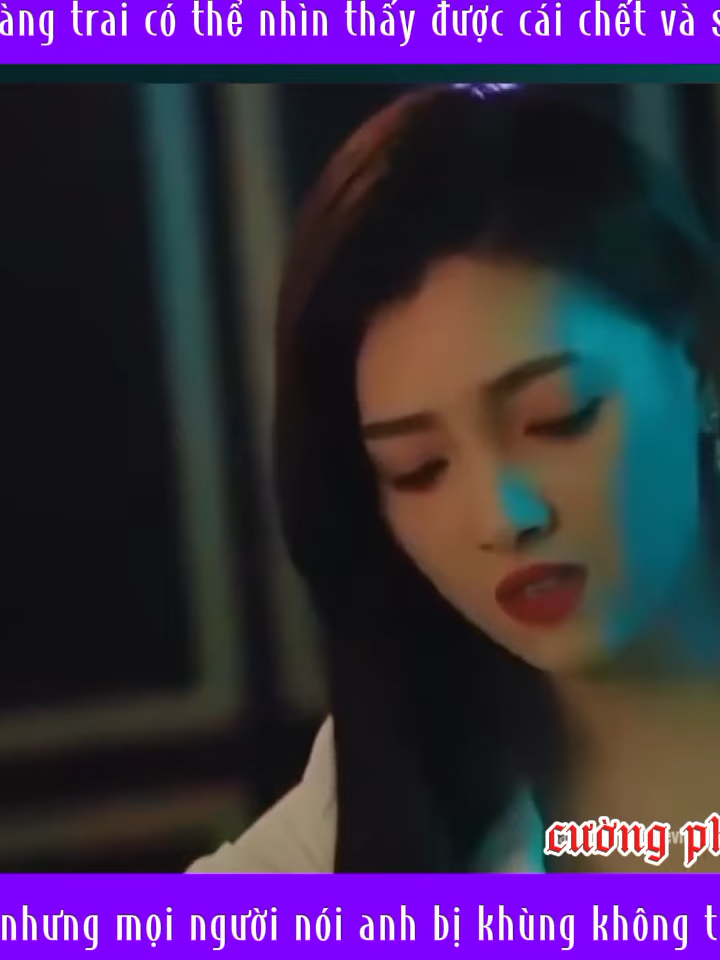 àng trai có thể nhìn thấy được cái chết và s
cường ph
nhưng mọi người nói anh bị khùng không t